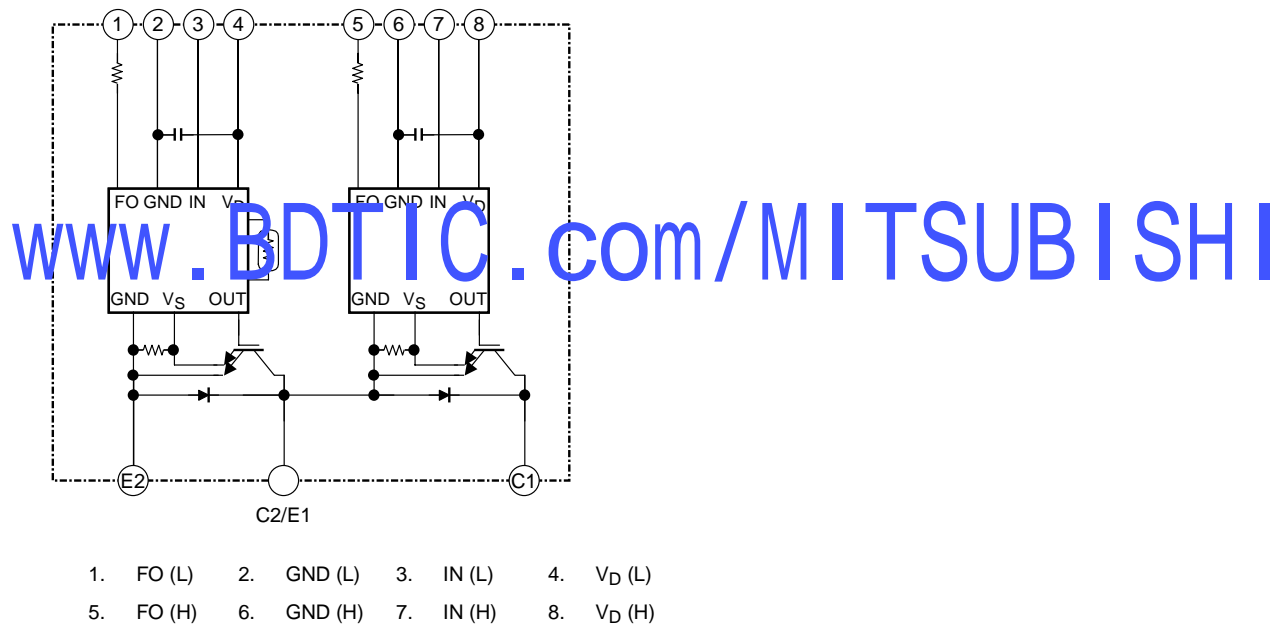 1 2 3 4 5 6 7 8
FO GND IN VD FO GND IN VD
www.BDTIC.com/MITSUBISHI
GND VS OUT GND VS OUT
E2 C1
C2/E1
1. FO (L) 2. GND (L) 3. IN (L) 4. VD (L)
5. FO (H) 6. GND (H) 7. IN (H) 8. VD (H)